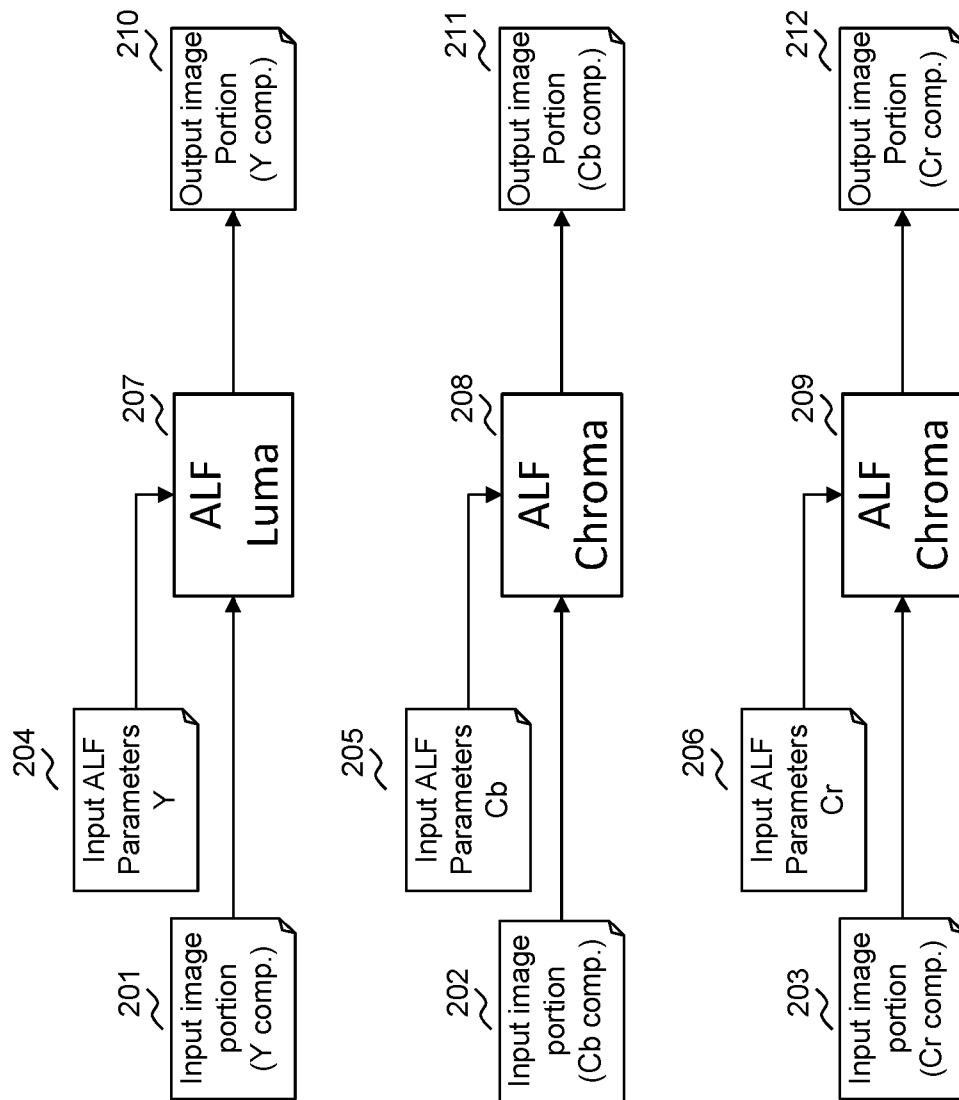 201
Input image
portion
(Y comp.)
204
Input ALF
Parameters
Y
207
ALF
Luma
210
Output image
Portion
(Y comp.)
202
Input image
portion
(Cb comp.)
205
Input ALF
Parameters
Cb
208
ALF
Chroma
211
Output image
Portion
(Cb comp.)
203
Input image
portion
(Cr comp.)
206
Input ALF
Parameters
Cr
209
ALF
Chroma
212
Output image
Portion
(Cr comp.)